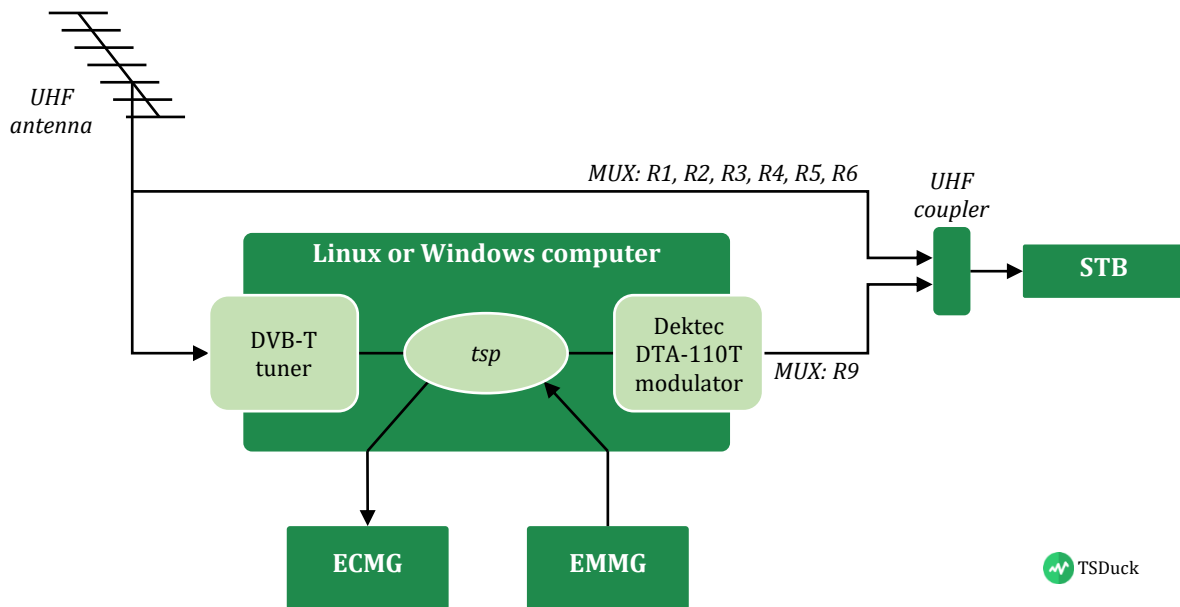 UHF
antenna
MUX: R1, R2, R3, R4, R5, R6
UHF
coupler
Linux or Windows computer
STB
DVB-T
tuner
tsp
Dektec
DTA-110T
modulator
MUX: R9
ECMG
EMMG
TSDuck